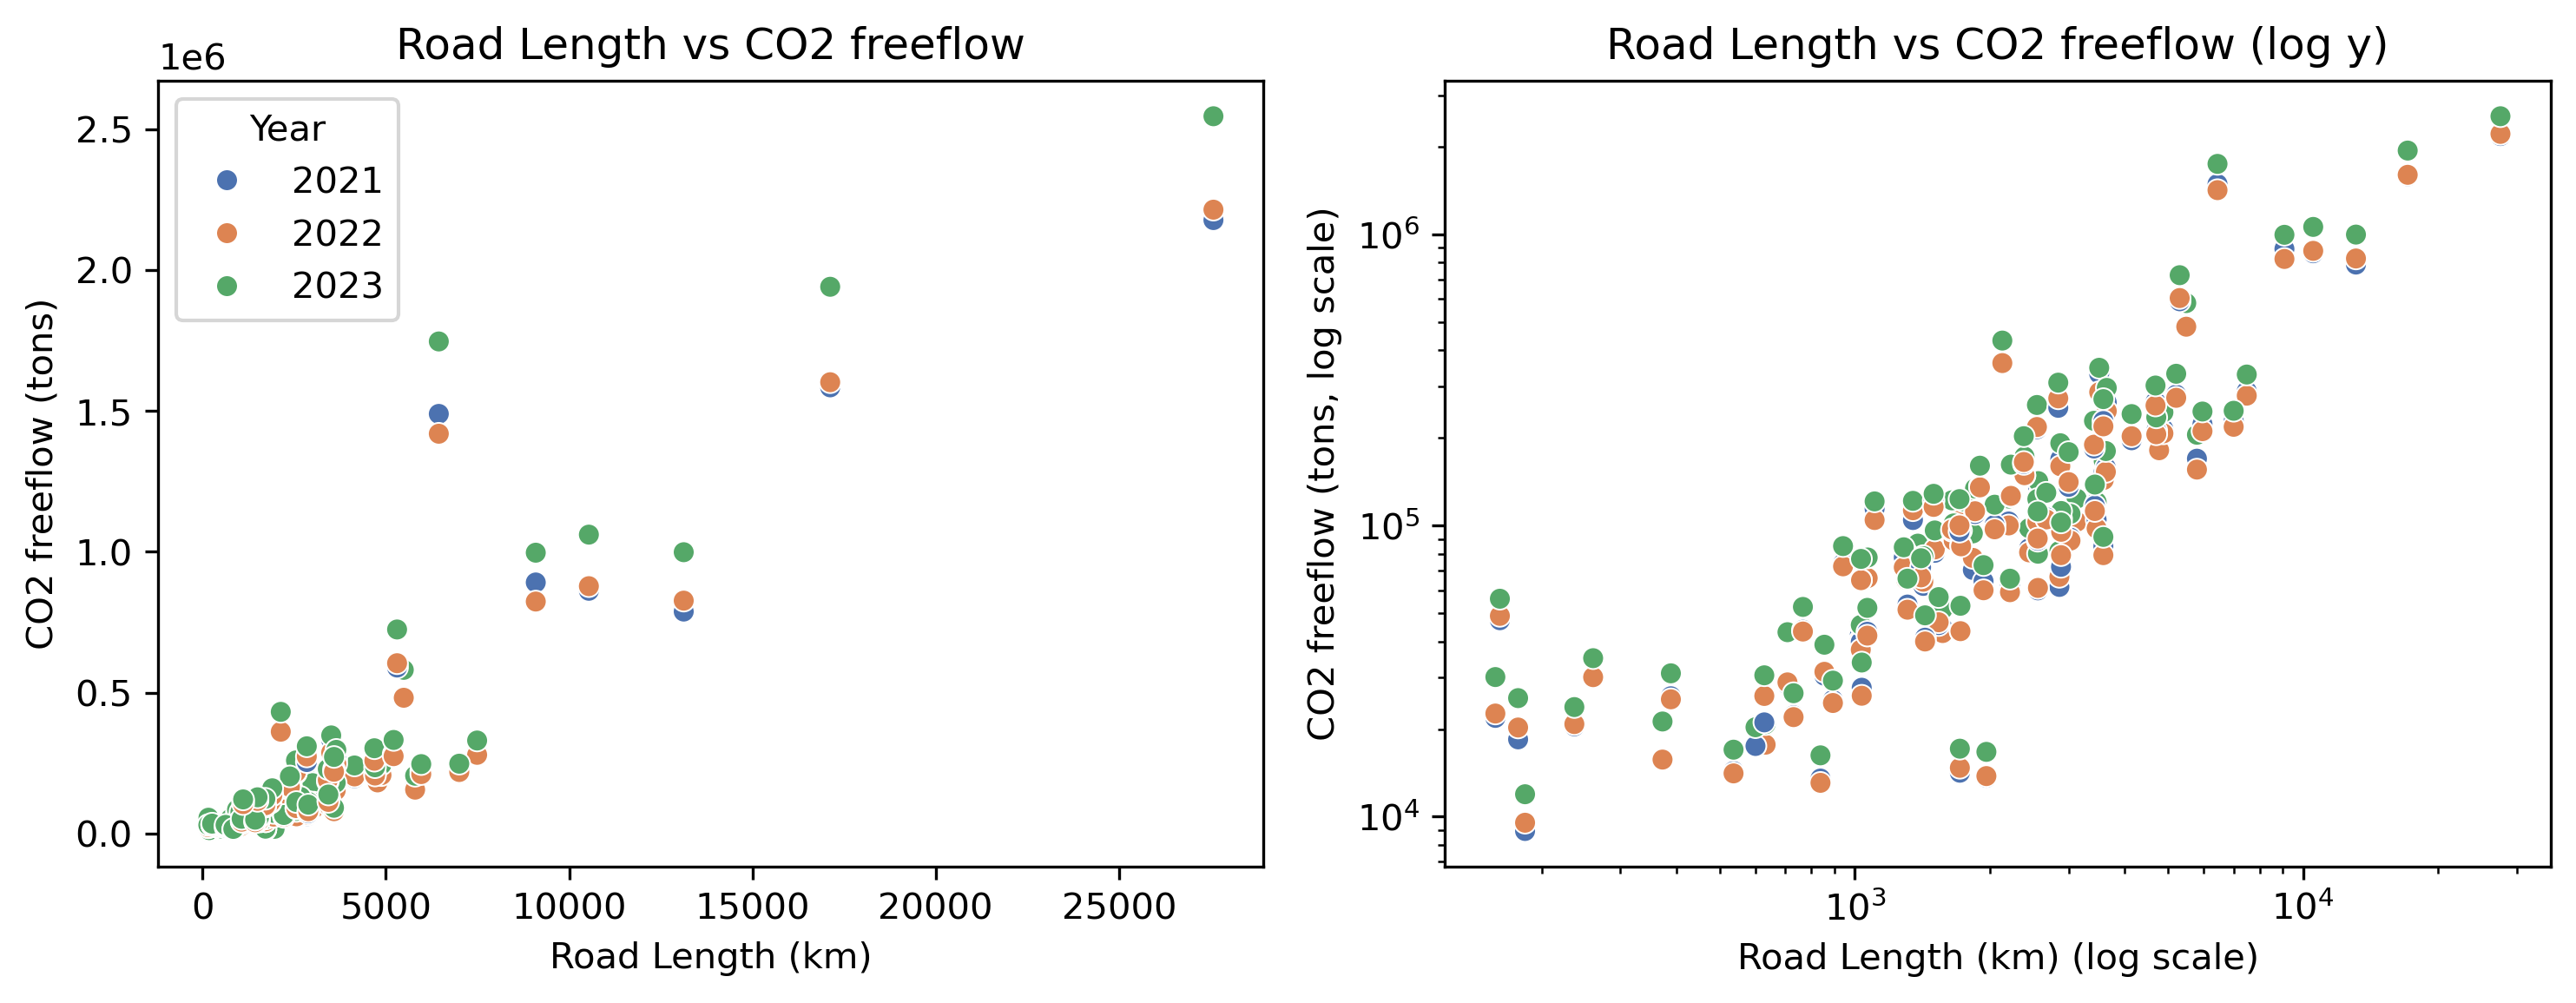 Road Length vs CO2 freeflow
1e6
2.5
2.0
1.5
1.0
0.5
0.0
CO2 freeflow (tons)
Year
2021
2022
2023
0 5000 10000 15000 20000 25000
Road Length (km)
Road Length vs CO2 freeflow (log y)
10^6
10^5
10^4
CO2 freeflow (tons, log scale)
10^3 10^4
Road Length (km) (log scale)